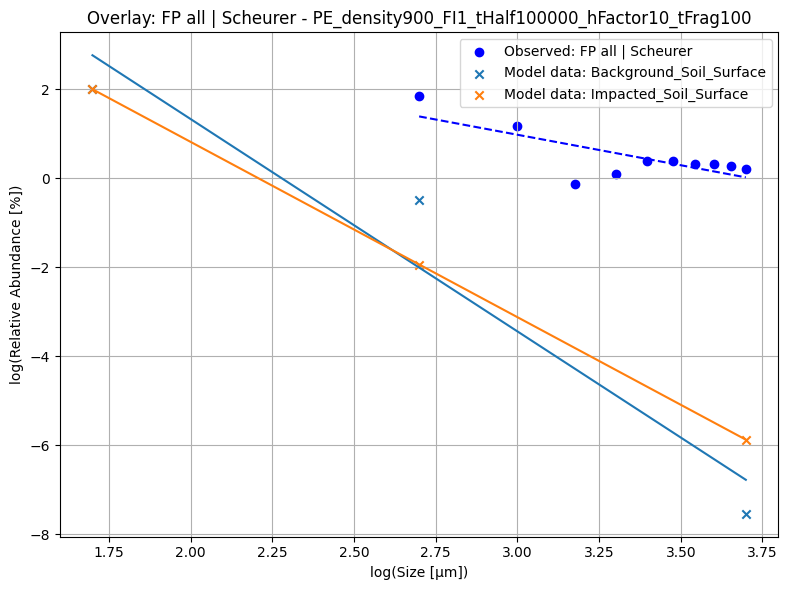 Overlay: FP all | Scheurer - PE_density900_FI1_tHalf100000_hFactor10_tFrag100
Observed: FP all | Scheurer
Model data: Background_Soil_Surface
Model data: Impacted_Soil_Surface
log(Relative Abundance [%])
2
0
−2
−4
−6
−8
1.75 2.00 2.25 2.50 2.75 3.00 3.25 3.50 3.75
log(Size [µm])